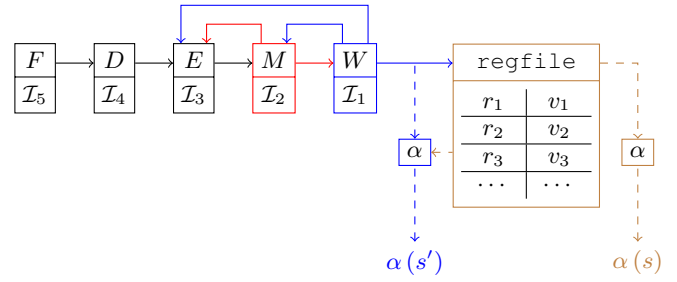 F D E M W regfile
𝓘₅ 𝓘₄ 𝓘₃ 𝓘₂ 𝓘₁
r₁ v₁
r₂ v₂
α r₃ v₃ α
⋯ ⋯
α (s′) α (s)